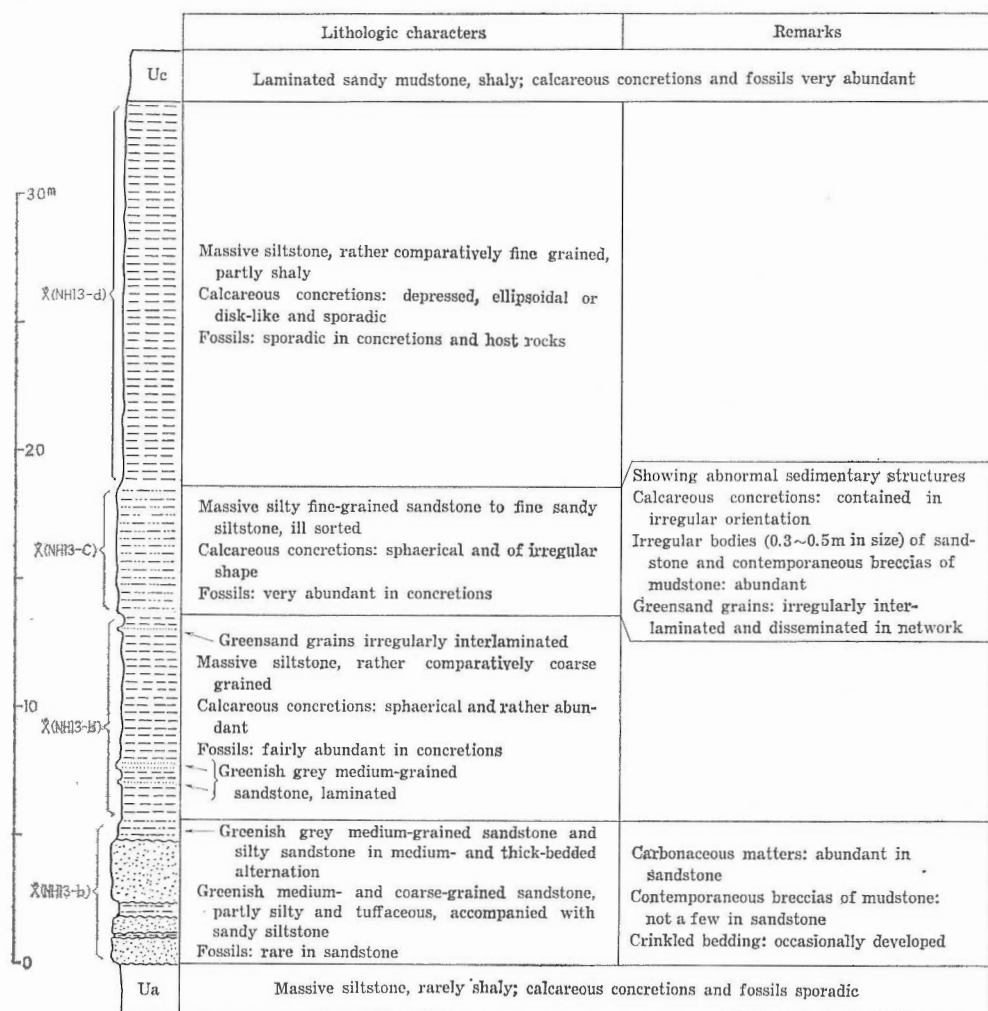 Lithologic characters
Remarks
Uc
Laminated sandy mudstone, shaly; calcareous concretions and fossils very abundant
30m
(NH13-d)
Massive siltstone, rather comparatively fine grained,
partly shaly
Calcareous concretions: depressed, ellipsoidal or
disk-like and sporadic
Fossils: sporadic in concretions and host rocks
20
(NH13-C)
Massive silty fine-grained sandstone to fine sandy
siltstone, ill sorted
Calcareous concretions: sphaerical and of irregular
shape
Fossils: very abundant in concretions
Showing abnormal sedimentary structures
Calcareous concretions: contained in
irregular orientation
Irregular bodies (0.3~0.5m in size) of sand-
stone and contemporaneous breccias of
mudstone: abundant
Greensand grains: irregularly inter-
laminated and disseminated in network
Greensand grains irregularly interlaminated
Massive siltstone, rather comparatively coarse
grained
10
Calcareous concretions: sphaerical and rather abun-
dant
Fossils: fairly abundant in concretions
Greenish grey medium-grained
sandstone, laminated
Greenish grey medium-grained sandstone and
silty sandstone in medium- and thick-bedded
alternation
Greenish medium- and coarse-grained sandstone,
partly silty and tuffaceous, accompanied with
sandy siltstone
Fossils: rare in sandstone
Carbonaceous matters: abundant in
sandstone
Contemporaneous breccias of mudstone:
not a few in sandstone
Crinkled bedding: occasionally developed
0
Ua
Massive siltstone, rarely shaly; calcareous concretions and fossils sporadic